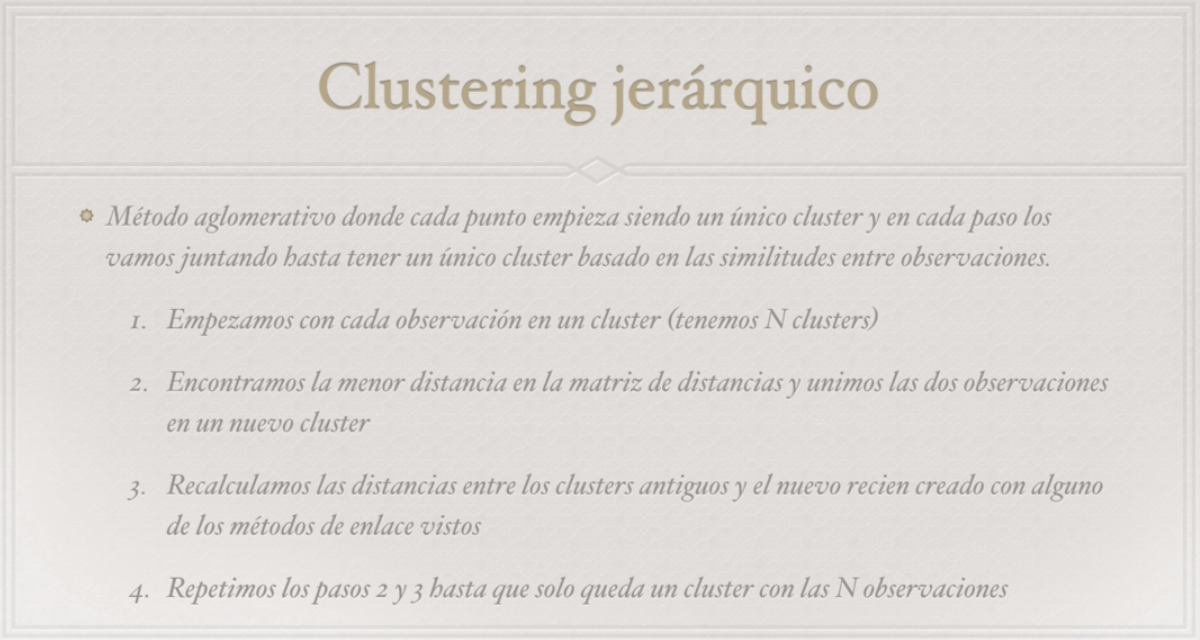 Clustering jerárquico
Método aglomerativo donde cada punto empieza siendo un único cluster y en cada paso los
vamos juntando hasta tener un único cluster basado en las similitudes entre observaciones.
1. Empezamos con cada observación en un cluster (tenemos N clusters)
2. Encontramos la menor distancia en la matriz de distancias y unimos las dos observaciones
en un nuevo cluster
3. Recalculamos las distancias entre los clusters antiguos y el nuevo recien creado con alguno
de los métodos de enlace vistos
4. Repetimos los pasos 2 y 3 hasta que solo queda un cluster con las N observaciones